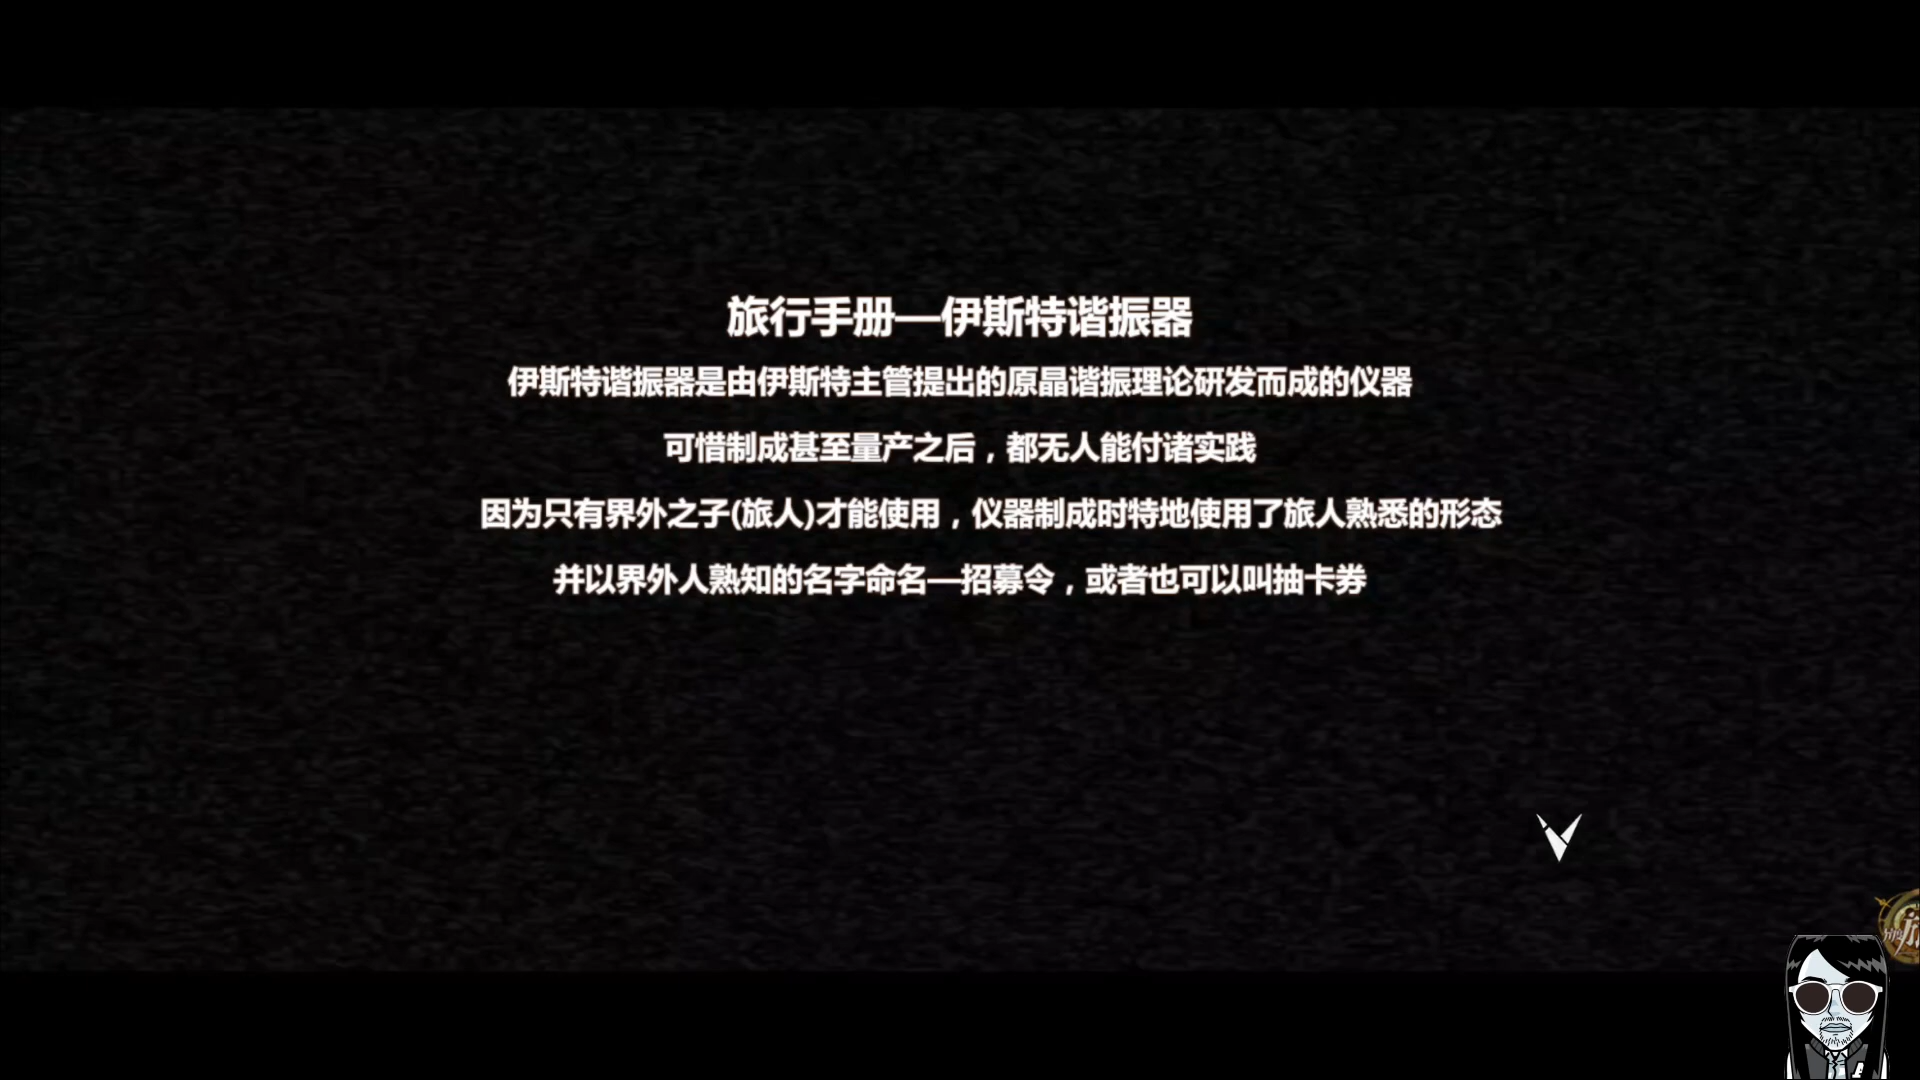 旅行手册—伊斯特谐振器
伊斯特谐振器是由伊斯特主管提出的原晶谐振理论研发而成的仪器
可惜制成甚至量产之后，都无人能付诸实践
因为只有界外之子(旅人)才能使用，仪器制成时特地使用了旅人熟悉的形态
并以界外人熟知的名字命名—招募令，或者也可以叫抽卡券